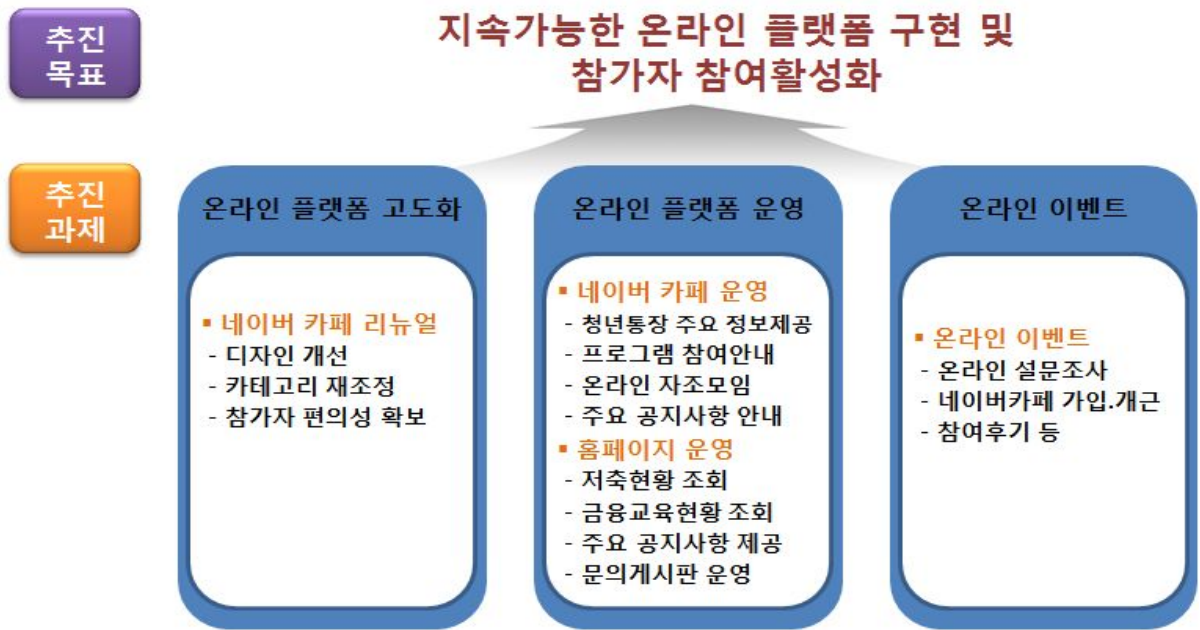 추진
목표
지속가능한 온라인 플랫폼 구현 및
참가자 참여활성화
추진
과제
온라인 플랫폼 고도화
▪ 네이버 카페 리뉴얼
- 디자인 개선
- 카테고리 재조정
- 참가자 편의성 확보
온라인 플랫폼 운영
▪ 네이버 카페 운영
- 청년통장 주요 정보제공
- 프로그램 참여안내
- 온라인 자조모임
- 주요 공지사항 안내
▪ 홈페이지 운영
- 저축현황 조회
- 금융교육현황 조회
- 주요 공지사항 제공
- 문의게시판 운영
온라인 이벤트
▪ 온라인 이벤트
- 온라인 설문조사
- 네이버카페 가입.개근
- 참여후기 등